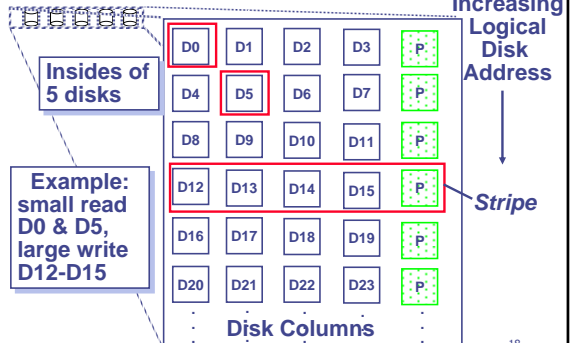 Increasing
Logical
Disk
Address
Insides of
5 disks
D0 D1 D2 D3 P
D4 D5 D6 D7 P
D8 D9 D10 D11 P
D12 D13 D14 D15 P
D16 D17 D18 D19 P
D20 D21 D22 D23 P
Example:
small read
D0 & D5,
large write
D12-D15
Stripe
Disk Columns
18